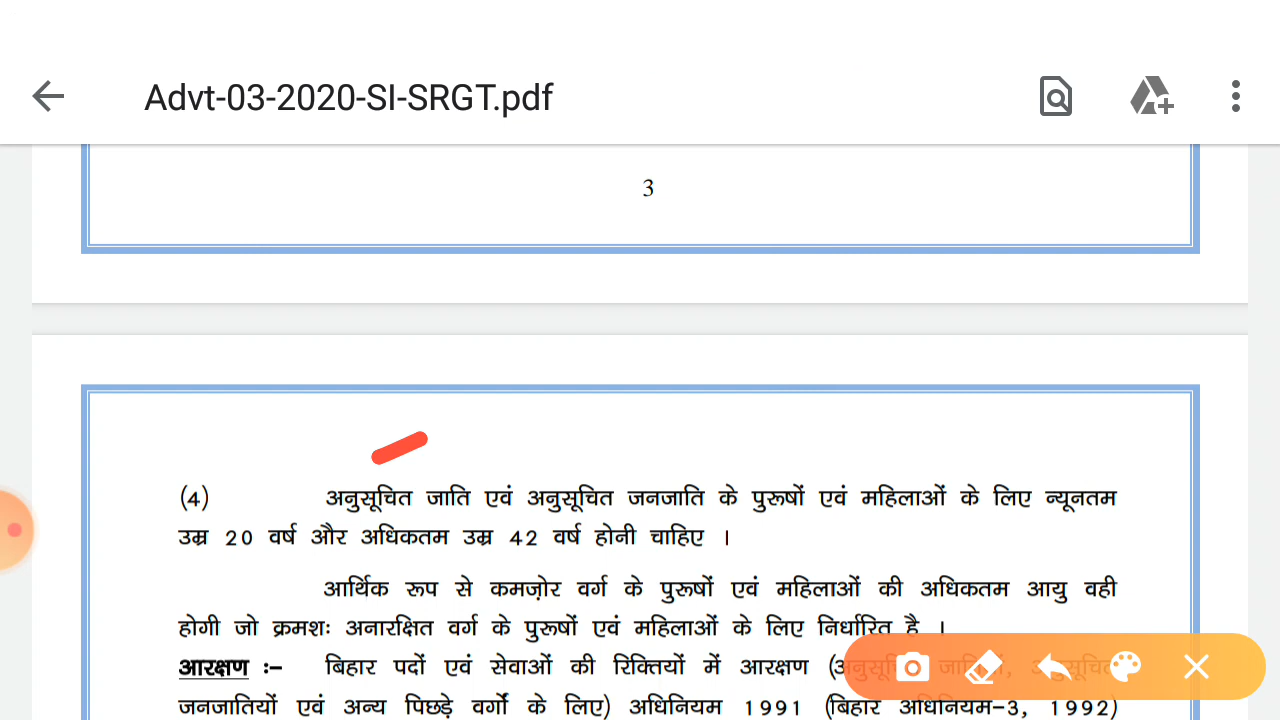 Advt-03-2020-SI-SRGT.pdf
3
(4) अनुसूचित जाति एवं अनुसूचित जनजाति के पुरूषों एवं महिलाओं के लिए न्यूनतम
उम्र 20 वर्ष और अधिकतम उम्र 42 वर्ष होनी चाहिए ।
आर्थिक रूप से कमज़ोर वर्ग के पुरूषों एवं महिलाओं की अधिकतम आयु वही
होगी जो क्रमशः अनारक्षित वर्ग के पुरूषों एवं महिलाओं के लिए निर्धारित है ।
आरक्षण :– बिहार पदों एवं सेवाओं की रिक्तियों में आरक्षण (अनुसूचित जातियों, अनुसूचित
जनजातियों एवं अन्य पिछड़े वर्गों के लिए) अधिनियम 1991 (बिहार अधिनियम–3, 1992)